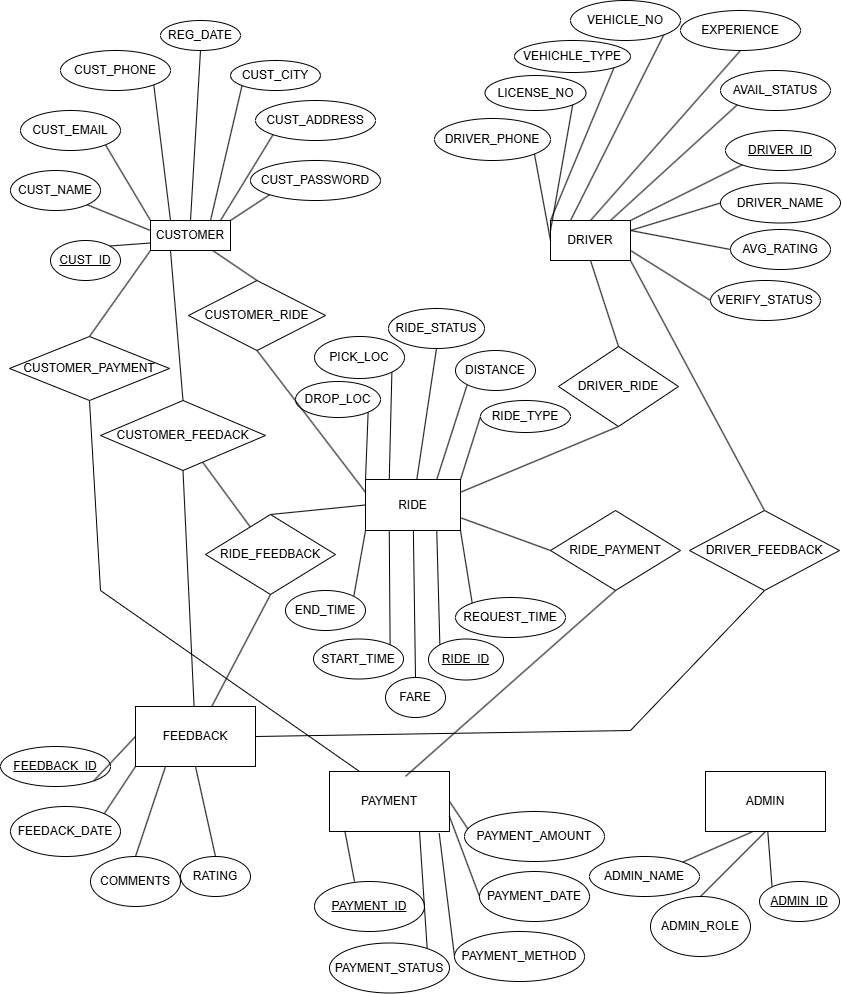 VEHICLE_NO
EXPERIENCE
REG_DATE
VEHICHLE_TYPE
CUST_PHONE
CUST_CITY
LICENSE_NO
AVAIL_STATUS
CUST_ADDRESS
CUST_EMAIL
DRIVER_PHONE
DRIVER_ID
CUST_PASSWORD
CUST_NAME
DRIVER_NAME
CUSTOMER
DRIVER
AVG_RATING
CUST_ID
VERIFY_STATUS
CUSTOMER_RIDE
RIDE_STATUS
PICK_LOC
CUSTOMER_PAYMENT
DISTANCE
DRIVER_RIDE
DROP_LOC
RIDE_TYPE
CUSTOMER_FEEDACK
RIDE
RIDE_FEEDBACK
RIDE_PAYMENT
DRIVER_FEEDBACK
END_TIME
REQUEST_TIME
START_TIME
RIDE_ID
FARE
FEEDBACK
FEEDBACK_ID
PAYMENT
ADMIN
FEEDACK_DATE
PAYMENT_AMOUNT
COMMENTS
RATING
ADMIN_NAME
PAYMENT_DATE
ADMIN_ID
PAYMENT_ID
ADMIN_ROLE
PAYMENT_METHOD
PAYMENT_STATUS